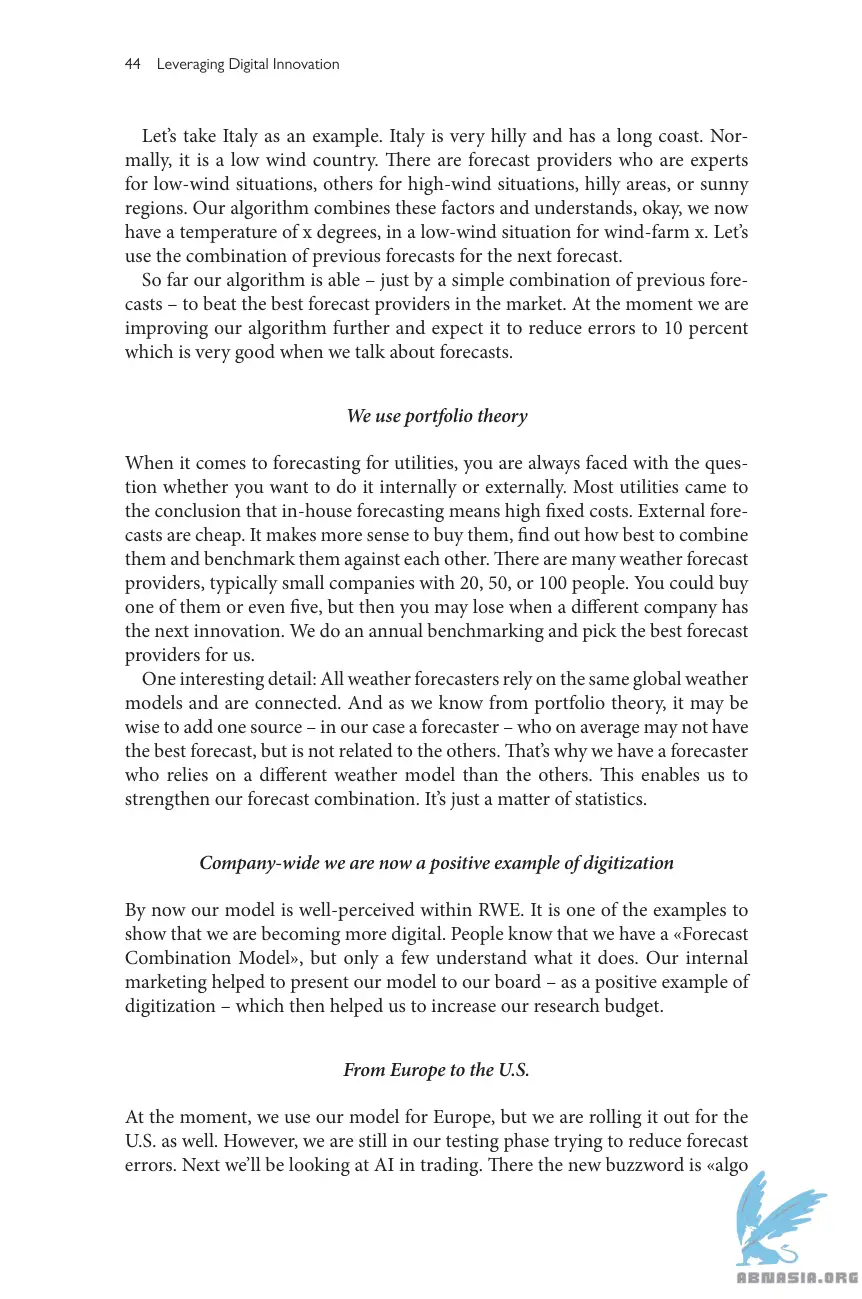 44 Leveraging Digital Innovation
Let’s take Italy as an example. Italy is very hilly and has a long coast. Nor-
mally, it is a low wind country. There are forecast providers who are experts
for low-wind situations, others for high-wind situations, hilly areas, or sunny
regions. Our algorithm combines these factors and understands, okay, we now
have a temperature of x degrees, in a low-wind situation for wind-farm x. Let’s
use the combination of previous forecasts for the next forecast.
So far our algorithm is able – just by a simple combination of previous fore-
casts – to beat the best forecast providers in the market. At the moment we are
improving our algorithm further and expect it to reduce errors to 10 percent
which is very good when we talk about forecasts.
We use portfolio theory
When it comes to forecasting for utilities, you are always faced with the ques-
tion whether you want to do it internally or externally. Most utilities came to
the conclusion that in-house forecasting means high fixed costs. External fore-
casts are cheap. It makes more sense to buy them, find out how best to combine
them and benchmark them against each other. There are many weather forecast
providers, typically small companies with 20, 50, or 100 people. You could buy
one of them or even five, but then you may lose when a different company has
the next innovation. We do an annual benchmarking and pick the best forecast
providers for us.
One interesting detail: All weather forecasters rely on the same global weather
models and are connected. And as we know from portfolio theory, it may be
wise to add one source – in our case a forecaster – who on average may not have
the best forecast, but is not related to the others. That’s why we have a forecaster
who relies on a different weather model than the others. This enables us to
strengthen our forecast combination. It’s just a matter of statistics.
Company-wide we are now a positive example of digitization
By now our model is well-perceived within RWE. It is one of the examples to
show that we are becoming more digital. People know that we have a «Forecast
Combination Model», but only a few understand what it does. Our internal
marketing helped to present our model to our board – as a positive example of
digitization – which then helped us to increase our research budget.
From Europe to the U.S.
At the moment, we use our model for Europe, but we are rolling it out for the
U.S. as well. However, we are still in our testing phase trying to reduce forecast
errors. Next we’ll be looking at AI in trading. There the new buzzword is «algo
ABNASIA.ORG